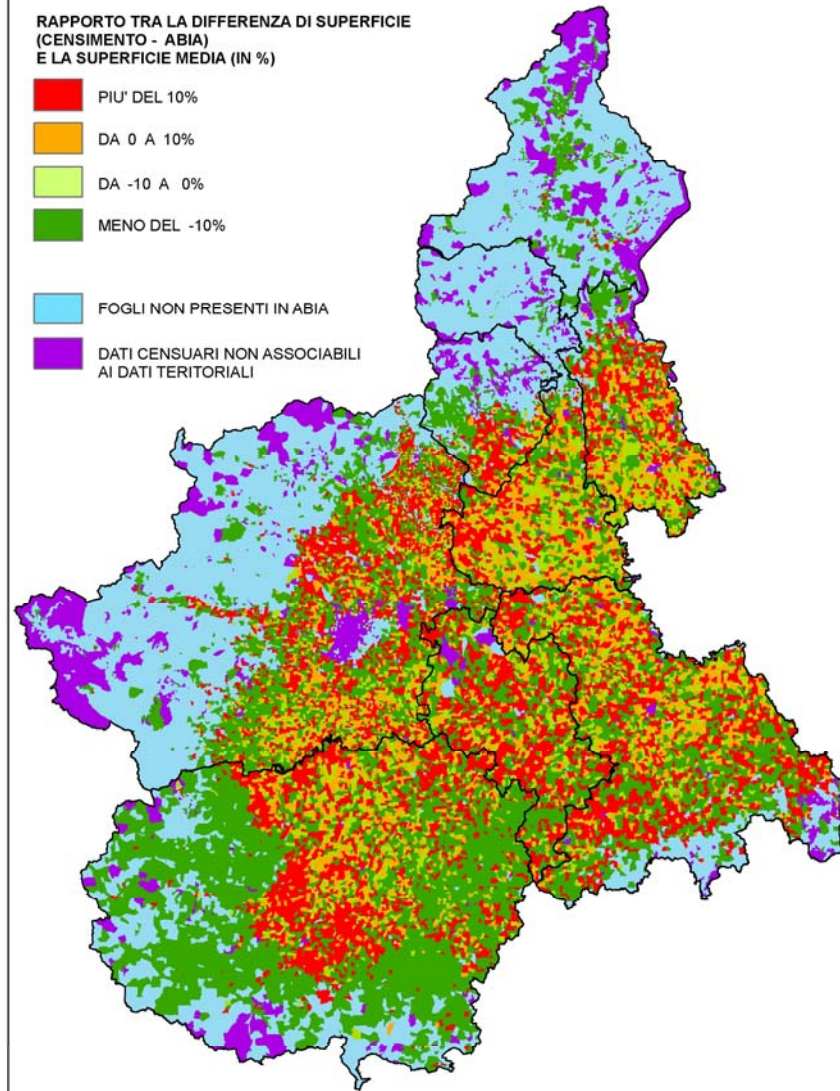 RAPPORTO TRA LA DIFFERENZA DI SUPERFICIE
(CENSIMENTO - ABIA)
E LA SUPERFICIE MEDIA (IN %)
PIU' DEL 10%
DA 0 A 10%
DA -10 A 0%
MENO DEL -10%
FOGLI NON PRESENTI IN ABIA
DATI CENSUARI NON ASSOCIABILI
AI DATI TERITORIALI